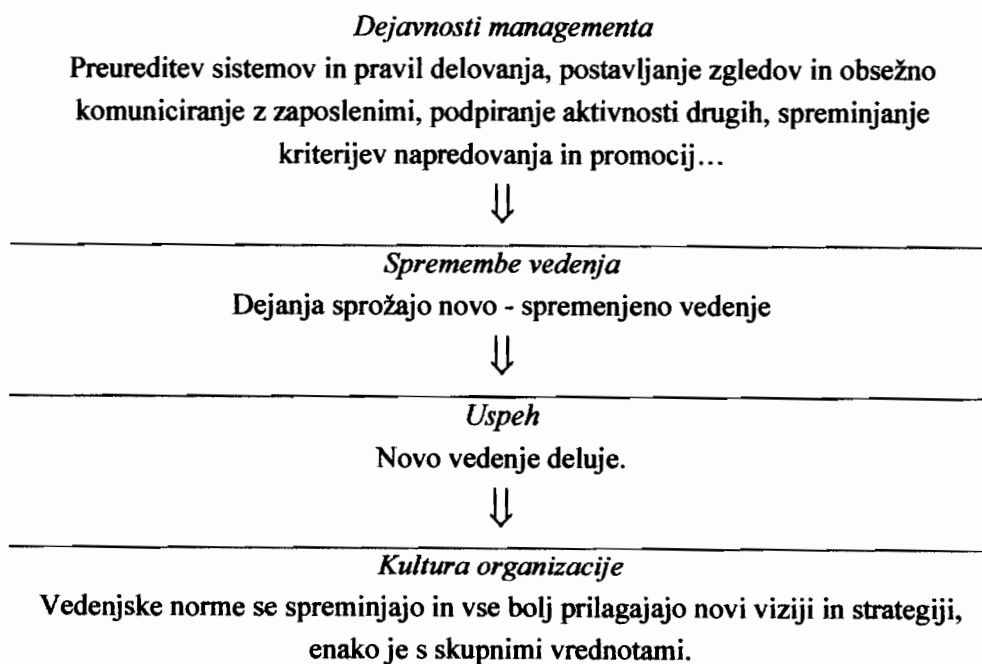 Dejavnosti managementa
Preureditev sistemov in pravil delovanja, postavljanje zgledov in obsežno
komuniciranje z zaposlenimi, podpiranje aktivnosti drugih, spreminjanje
kriterijev napredovanja in promocij…
⇓
Spremembe vedenja
Dejanja sprožajo novo - spremenjeno vedenje
⇓
Uspeh
Novo vedenje deluje.
⇓
Kultura organizacije
Vedenjske norme se spreminjajo in vse bolj prilagajajo novi viziji in strategiji,
enako je s skupnimi vrednotami.